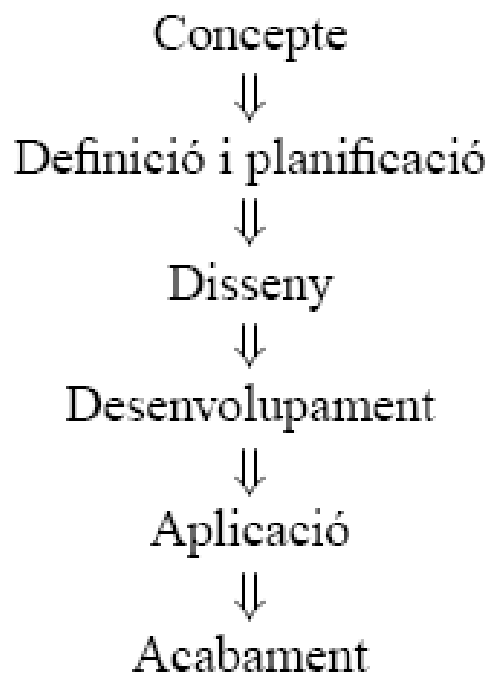 Concepte
⇓
Definició i planificació
⇓
Disseny
⇓
Desenvolupament
⇓
Aplicació
⇓
Acabament